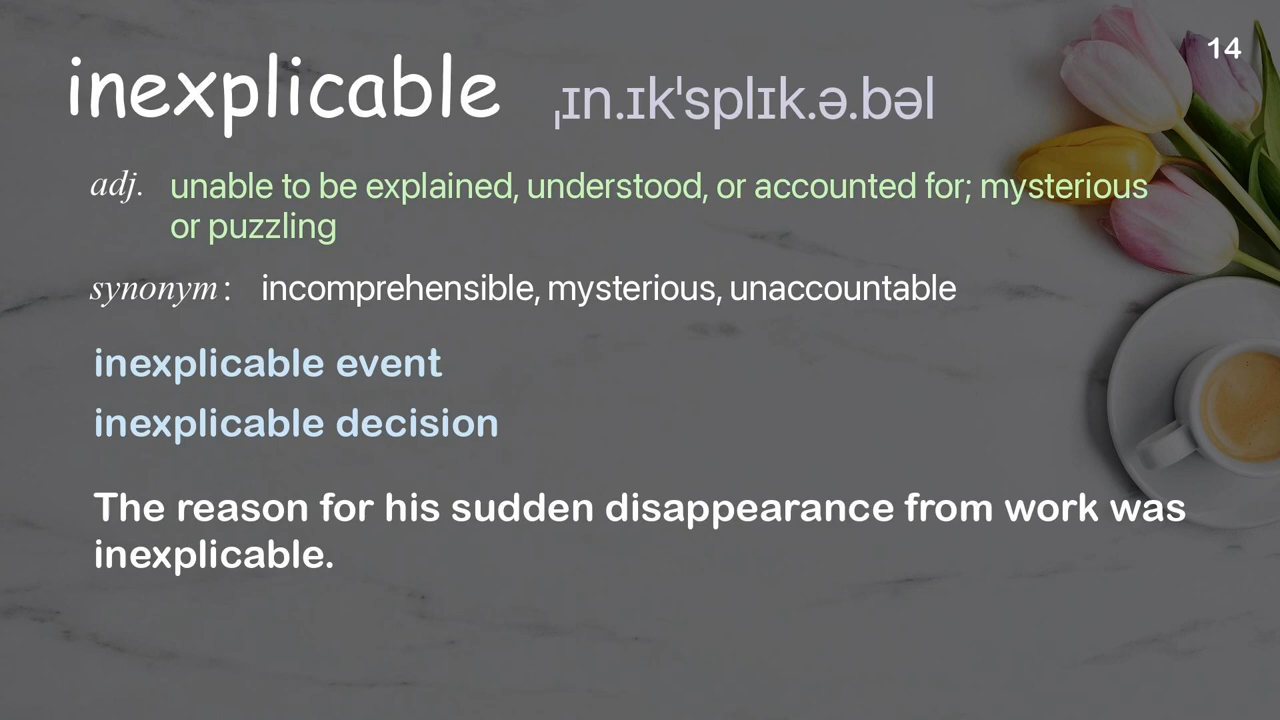 14
inexplicable ˌɪn.ɪkˈsplɪk.ə.bəl
adj. unable to be explained, understood, or accounted for; mysterious
or puzzling
synonym: incomprehensible, mysterious, unaccountable
inexplicable event
inexplicable decision
The reason for his sudden disappearance from work was
inexplicable.